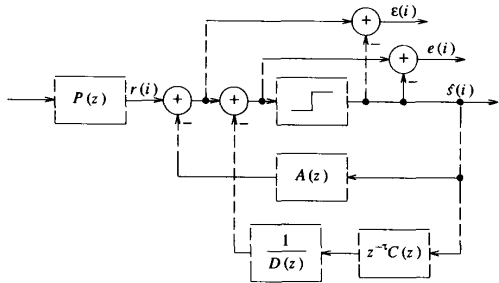 ε(i)
e(i)
P(z)
r(i)
+
−
+
−
+
−
+
−
ŝ(i)
A(z)
1/D(z)
z^{-τ}C(z)